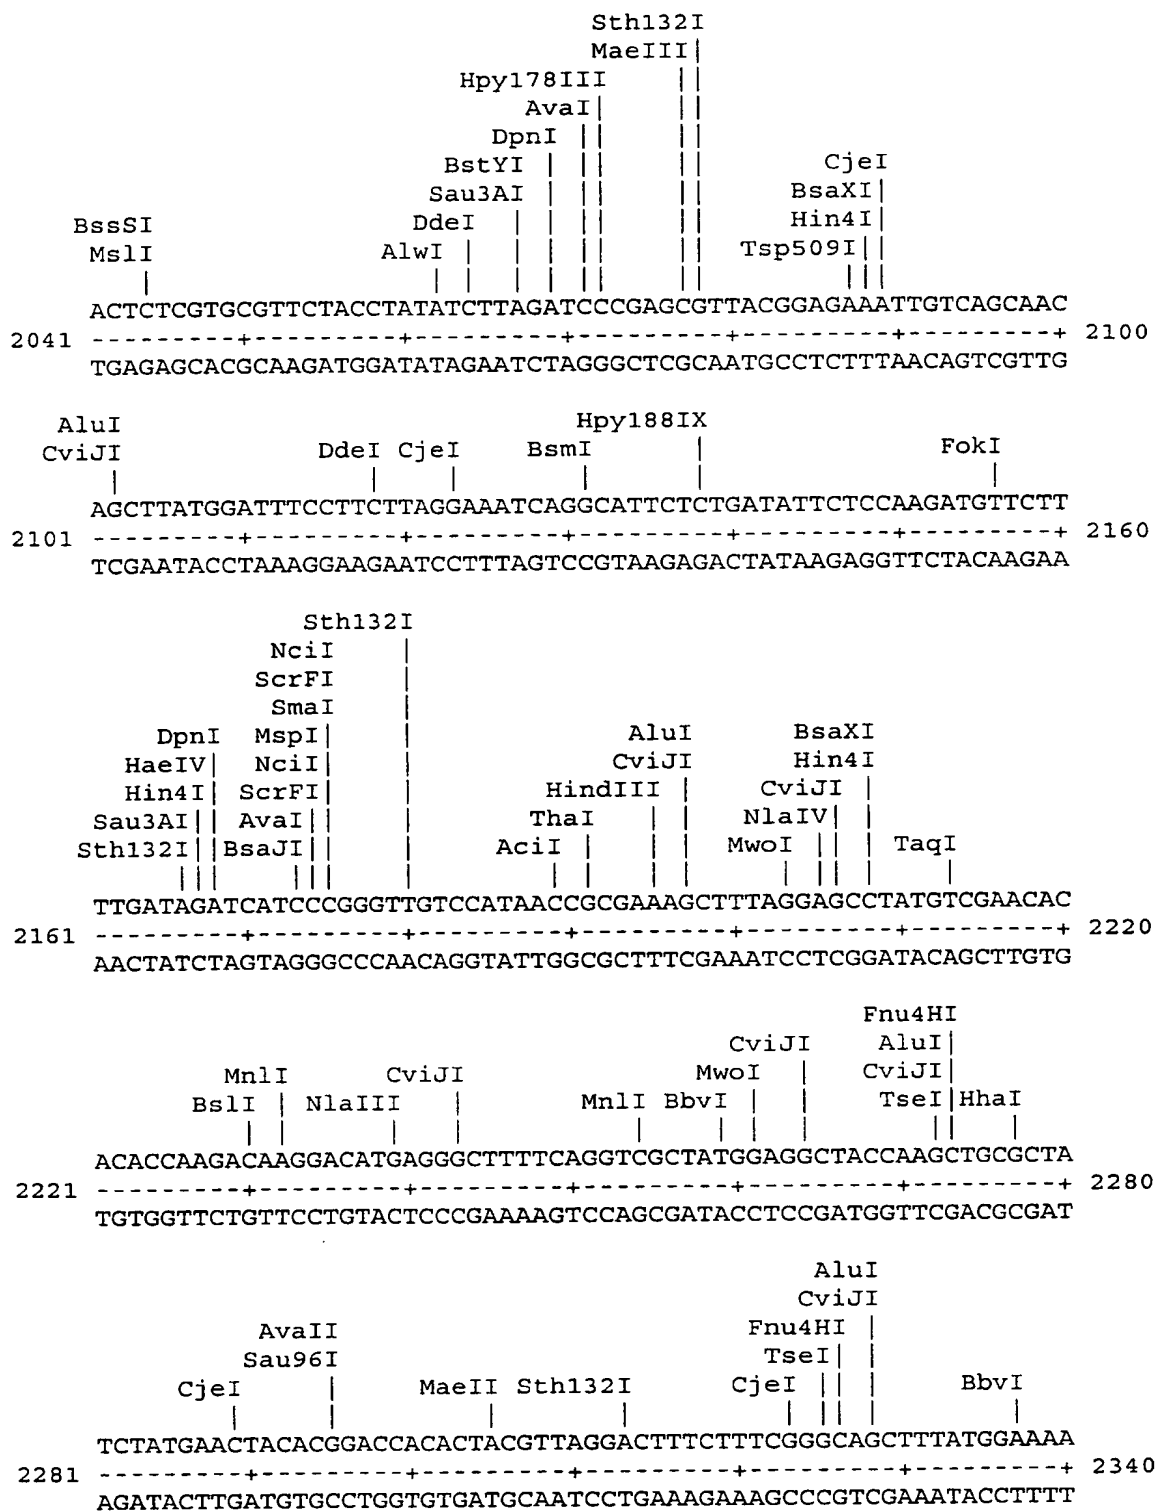 Sth132I
MaeIII|
Hpy178III ||
AvaI| ||
DpnI || ||
BstYI | || ||
Sau3AI | || || CjeI
DdeI | | || || BsaXI|
BssSI | | | || || Hin4I|
MslI AlwI | | | || || Tsp509I||
| | | | | || || |||
ACTCTCGTGCGTTCTACCTATATCTTAGATCCCGAGCGTTACGGAGAAATTGTCAGCAAC
2041 ---------+---------+---------+---------+---------+---------+ 2100
TGAGAGCACGCAAGATGGATATAGAATCTAGGGCTCGCAATGCCTCTTTAACAGTCGTTG
AluI Hpy188IX
CviJI DdeI CjeI BsmI | FokI
| | | | | |
AGCTTATGGATTTCCTTCTTAGGAAATCAGGCATTCTCTGATATTCTCCAAGATGTTCTT
2101 ---------+---------+---------+---------+---------+---------+ 2160
TCGAATACCTAAAGGAAGAATCCTTTAGTCCGTAAGAGACTATAAGAGGTTCTACAAGAA
Sth132I
NciI |
ScrFI |
SmaI |
DpnI MspI| | AluI BsaXI
HaeIV| NciI| | CviJI Hin4I
Hin4I| ScrFI| | HindIII | CviJI |
Sau3AI|| AvaI|| | ThaI | | NlaIV| |
Sth132I|| BsaJI|| | AciI | | | MwoI || | TaqI
||| ||| | | | | | | || | |
TTGATAGATCATCCCGGGTTGTCCATAACCGCGAAAGCTTTAGGAGCCTATGTCGAACAC
2161 ---------+---------+---------+---------+---------+---------+ 2220
AACTATCTAGTAGGGCCCAACAGGTATTGGCGCTTTCGAAATCCTCGGATACAGCTTGTG
Fnu4HI
CviJI AluI|
MnlI CviJI MwoI | CviJI|
BslI | NlaIII | MnlI BbvI | | TseI|HhaI
| | | | | | | | || |
ACACCAAGACAAGGACATGAGGGCTTTTCAGGTCGCTATGGAGGCTACCAAGCTGCGCTA
2221 ---------+---------+---------+---------+---------+---------+ 2280
TGTGGTTCTGTTCCTGTACTCCCGAAAAGTCCAGCGATACCTCCGATGGTTCGACGCGAT
AluI
CviJI
AvaII Fnu4HI |
Sau96I TseI| |
CjeI | MaeII Sth132I CjeI || | BbvI
| | | | | || | |
TCTATGAACTACACGGACCACACTACGTTAGGACTTTCTTTCGGGCAGCTTTATGGAAAA
2281 ---------+---------+---------+---------+---------+---------+ 2340
AGATACTTGATGTGCCTGGTGTGATGCAATCCTGAAAGAAAGCCCGTCGAAATACCTTTT